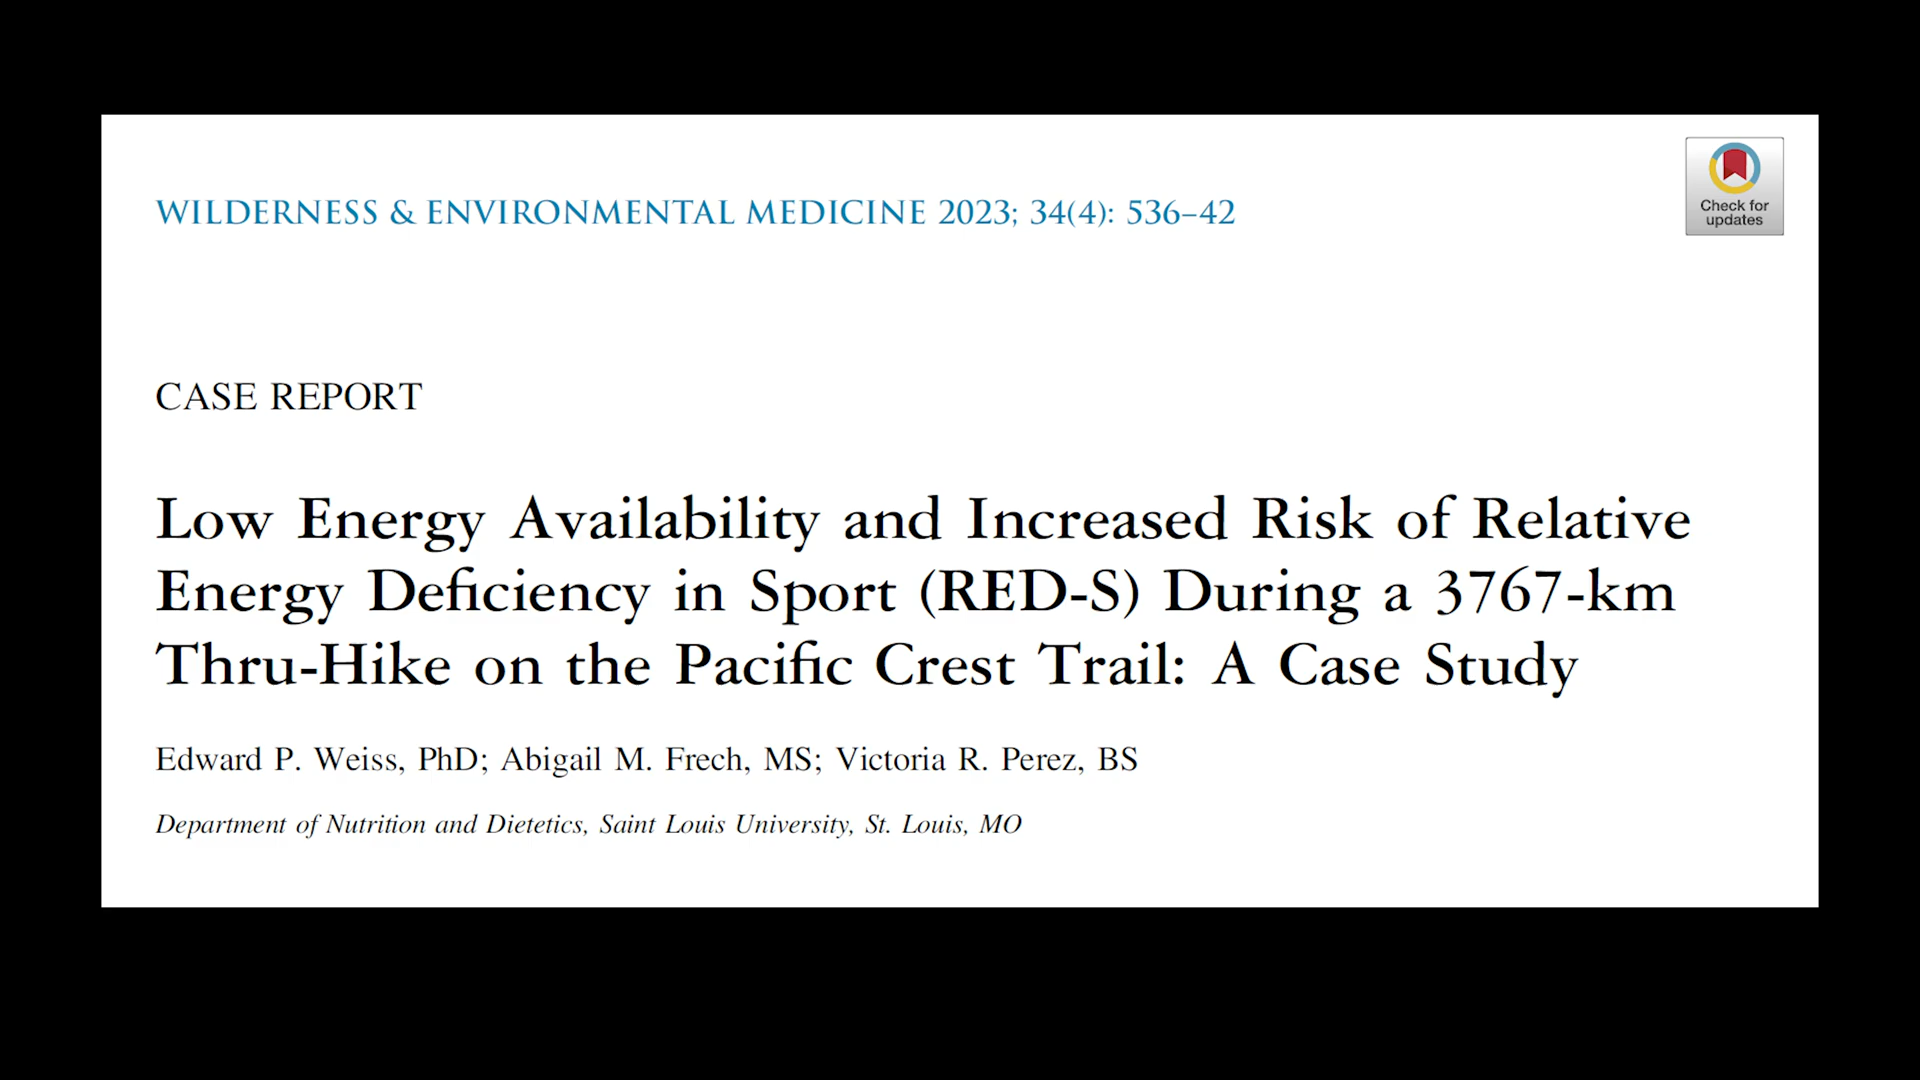 WILDERNESS & ENVIRONMENTAL MEDICINE 2023; 34(4): 536–42
Check for
updates
CASE REPORT
Low Energy Availability and Increased Risk of Relative
Energy Deficiency in Sport (RED-S) During a 3767-km
Thru-Hike on the Pacific Crest Trail: A Case Study
Edward P. Weiss, PhD; Abigail M. Frech, MS; Victoria R. Perez, BS
Department of Nutrition and Dietetics, Saint Louis University, St. Louis, MO